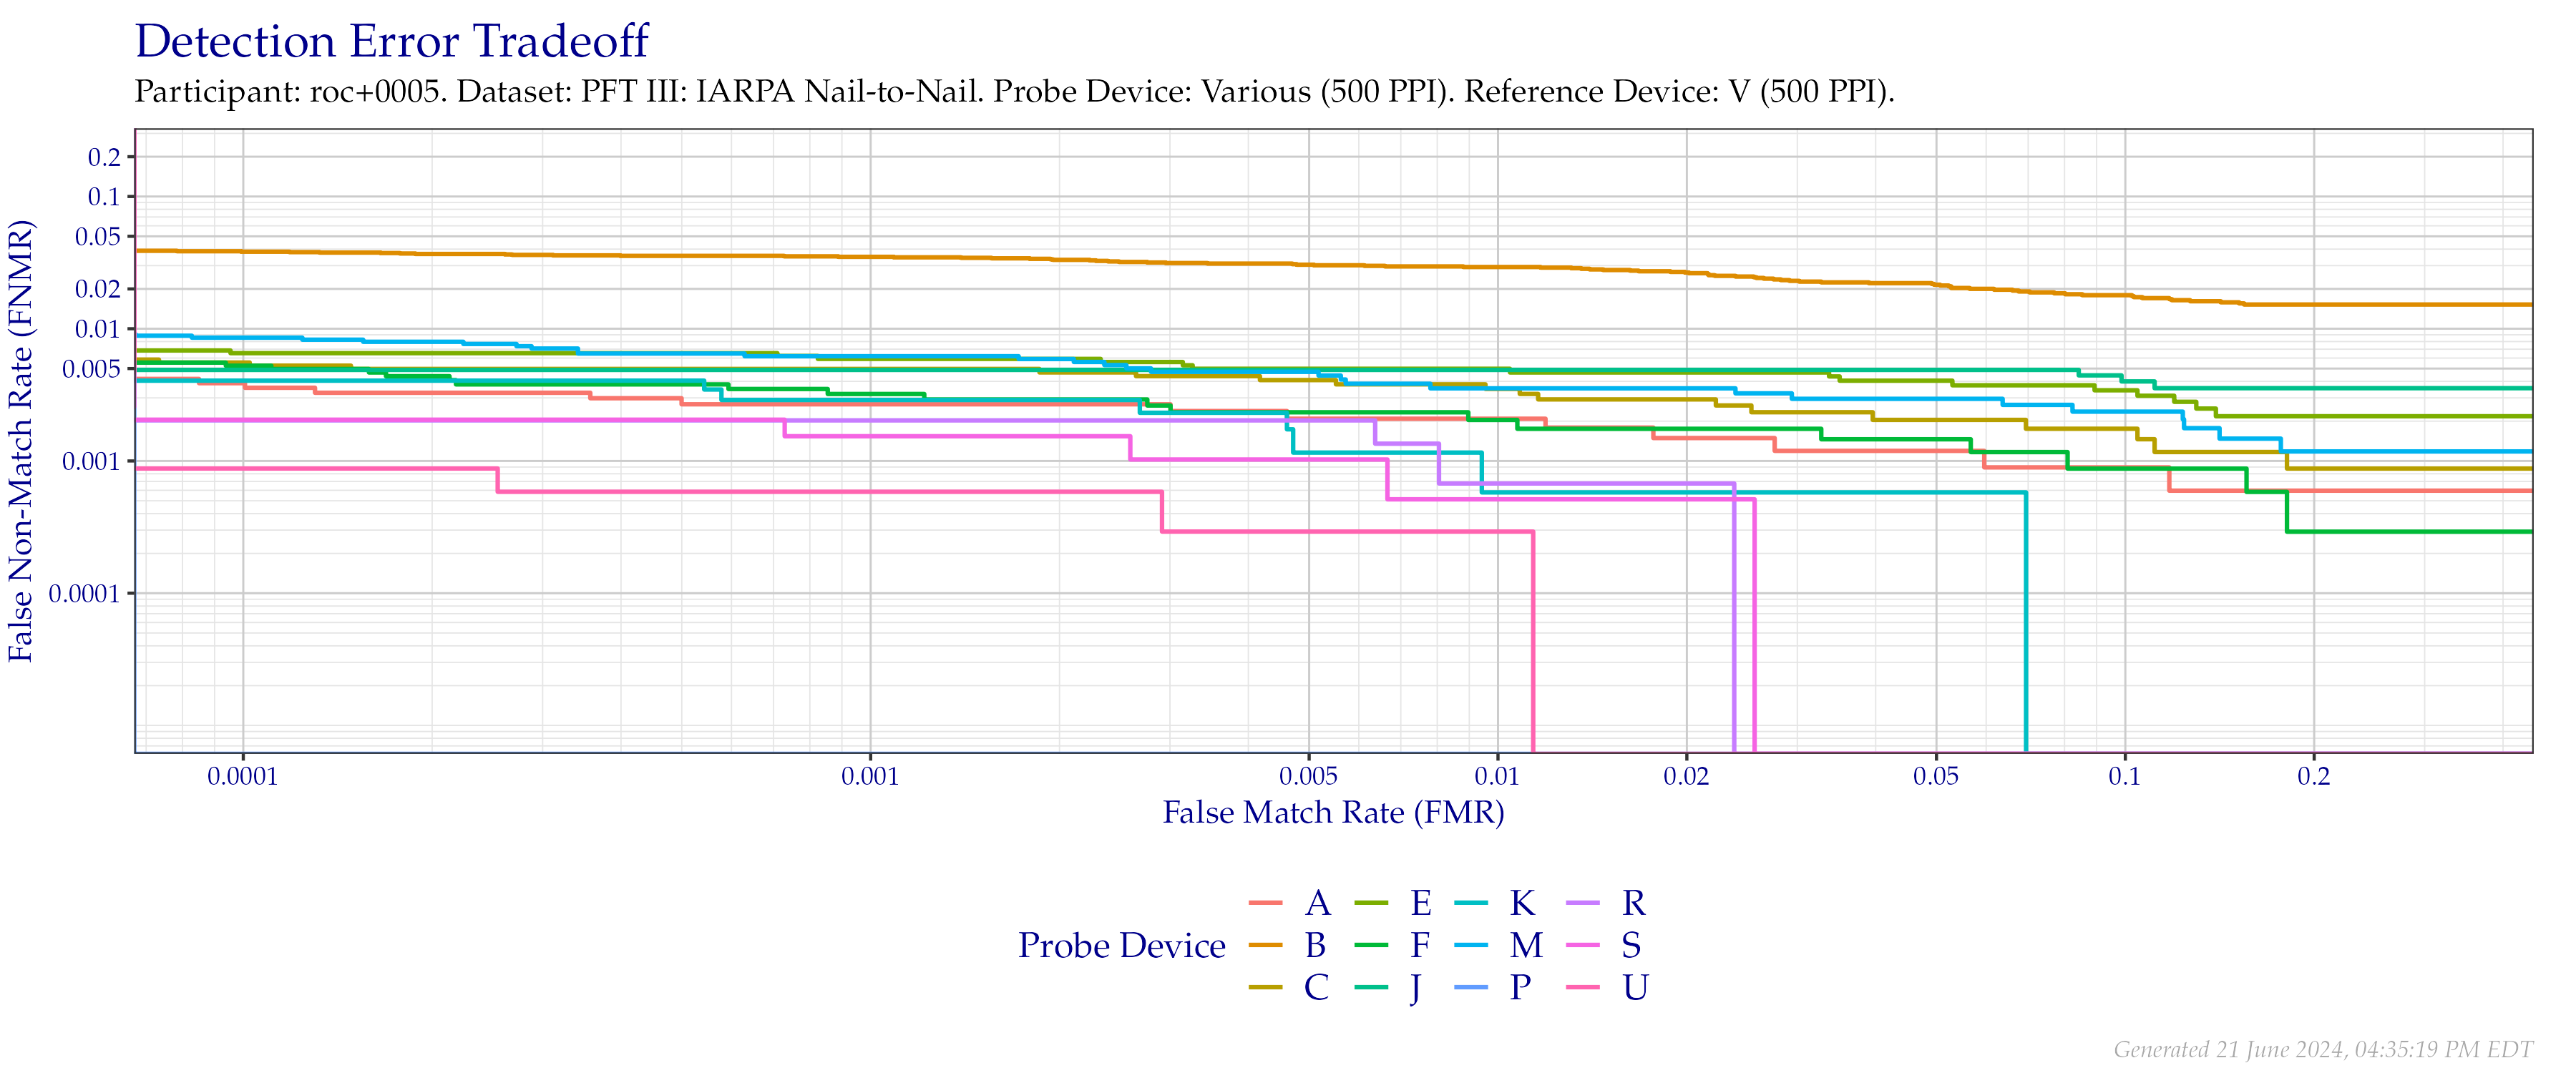 Detection Error Tradeoff
Participant: roc+0005. Dataset: PFT III: IARPA Nail-to-Nail. Probe Device: Various (500 PPI). Reference Device: V (500 PPI).
False Non-Match Rate (FNMR)
0.2
0.1
0.05
0.02
0.01
0.005
0.001
0.0001
0.0001 0.001 0.005 0.01 0.02 0.05 0.1 0.2
False Match Rate (FMR)
A E K R
Probe Device B F M S
C J P U
Generated 21 June 2024, 04:35:19 PM EDT